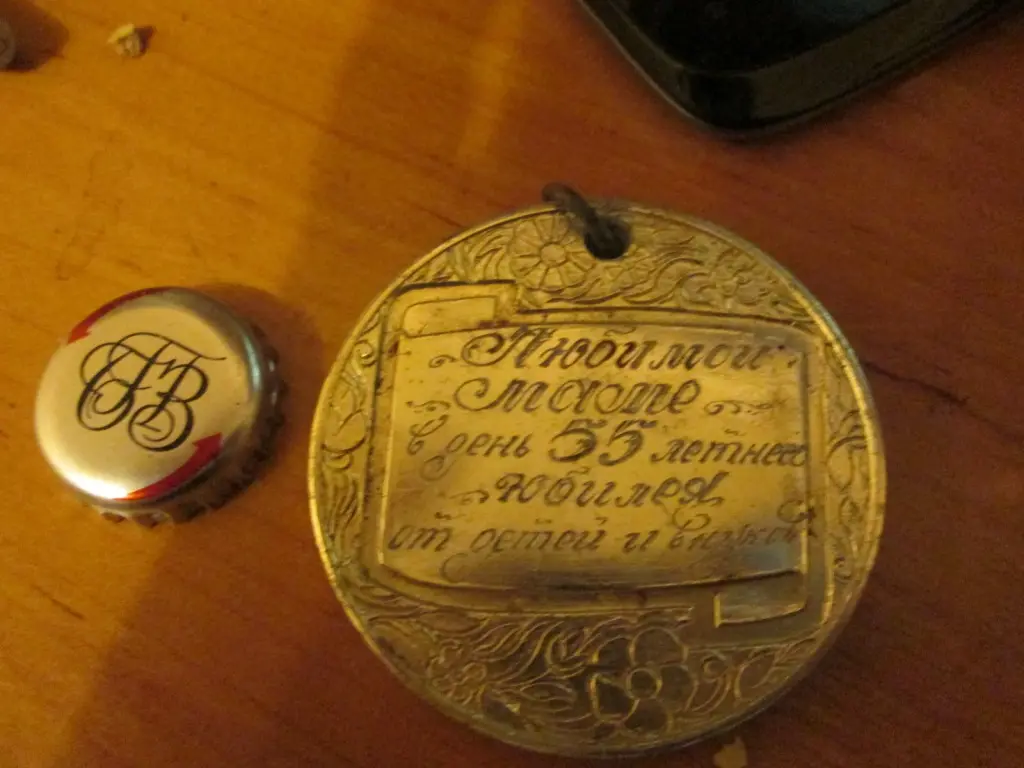 Любимой
маме
в день 55 летнего
юбилея
от детей и внуков